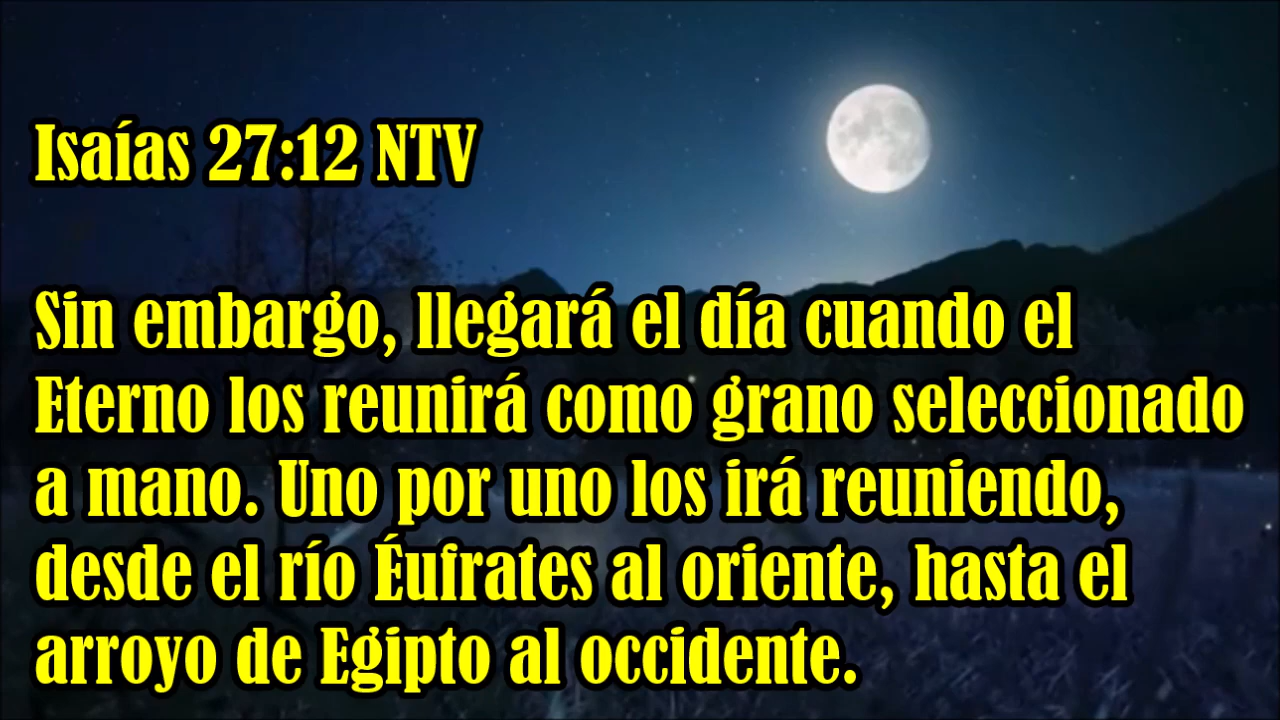 Isaías 27:12 NTV
Sin embargo, llegará el día cuando el
Eterno los reunirá como grano seleccionado
a mano. Uno por uno los irá reuniendo,
desde el río Éufrates al oriente, hasta el
arroyo de Egipto al occidente.